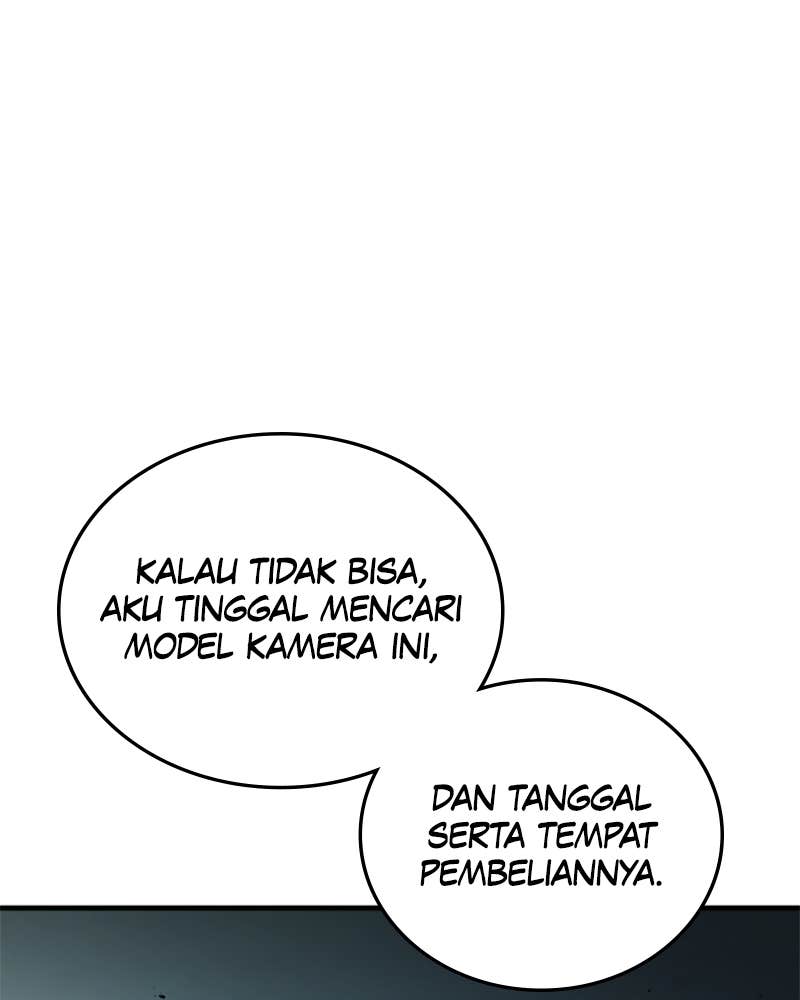 KALAU TIDAK BISA,
AKU TINGGAL MENCARI
MODEL KAMERA INI,
DAN TANGGAL
SERTA TEMPAT
PEMBELIANNYA.